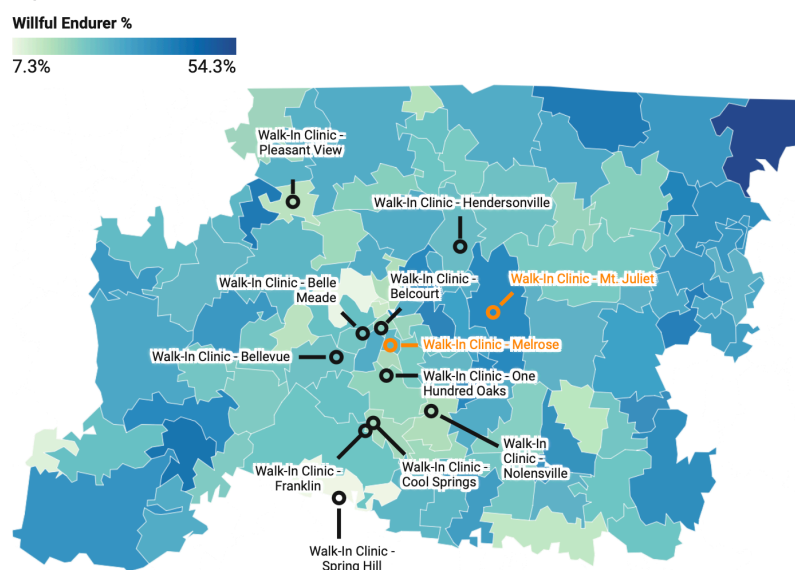 Willful Endurer %
7.3%
54.3%
Walk-In Clinic -
Pleasant View
Walk-In Clinic - Hendersonville
Walk-In Clinic - Belle
Meade
Walk-In Clinic -
Belcourt
Walk-In Clinic - Mt. Juliet
Walk-In Clinic - Melrose
Walk-In Clinic - Bellevue
Walk-In Clinic - One
Hundred Oaks
Walk-In
Clinic -
Nolensville
Walk-In Clinic -
Franklin
Walk-In Clinic -
Cool Springs
Walk-In Clinic -
Spring Hill